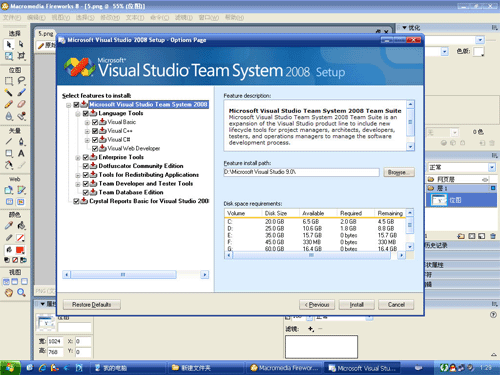 Macromedia Fireworks 8 - [5.png @ 55% (位图)]
文件(F) 编辑(E) 视图(V) 选择(S) 修改(M) 文本(T) 命令(C) 滤镜(I) 窗口(W) 帮助(H)
选择
5.png
优化
原始
色版:
位图
矢量
Web
颜色
视图
Microsoft Visual Studio 2008 Setup - Options Page
Microsoft
Visual Studio Team System 2008 Setup
Select features to install:
Microsoft Visual Studio Team System 2008
Language Tools
Visual Basic
Visual C++
Visual C#
Visual Web Developer
Enterprise Tools
Dotfuscator Community Edition
Tools for Redistributing Applications
Team Developer and Tester Tools
Team Database Edition
Crystal Reports Basic for Visual Studio 200
Feature description:
Microsoft Visual Studio Team System 2008 Team Suite
Microsoft Visual Studio Team System 2008 Team Suite is an expansion of the Visual Studio product line to include new lifecycle tools for project managers, architects, developers, testers, and operations managers to manage the software development process.
Feature install path:
D:\Microsoft Visual Studio 9.0\
Browse...
Disk space requirements:
Volume Disk Size Available Required Remaining
C: 20.0 GB 6.5 GB 2.0 GB 4.5 GB
D: 25.0 GB 10.6 GB 1.8 GB 8.8 GB
E: 35.0 GB 15.7 GB 0 bytes 15.7 GB
F: 45.0 GB 330 MB 0 bytes 330 MB
G: 60.0 GB 16.4 GB 0 bytes 16.4 GB
Restore Defaults
< Previous
Install
Cancel
正常
网页层
层 1
位图
历史记录
属性
位图
宽: 1024 X: 0
高: 768 Y: 0
正常
滤镜:
我的电脑
新建文件夹
Macromedia Firewor...
Microsoft Visual Stu...
1:28